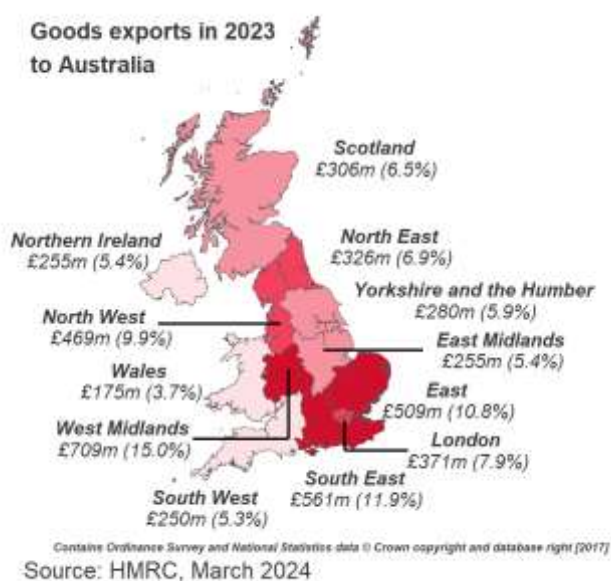 Goods exports in 2023
to Australia
Scotland
£306m (6.5%)
Northern Ireland
£255m (5.4%)
North East
£326m (6.9%)
Yorkshire and the Humber
£280m (5.9%)
North West
£469m (9.9%)
East Midlands
£255m (5.4%)
Wales
£175m (3.7%)
East
£509m (10.8%)
West Midlands
£709m (15.0%)
London
£371m (7.9%)
South East
£561m (11.9%)
South West
£250m (5.3%)
Contains Ordinance Survey and National Statistics data © Crown copyright and database right [2017]
Source: HMRC, March 2024